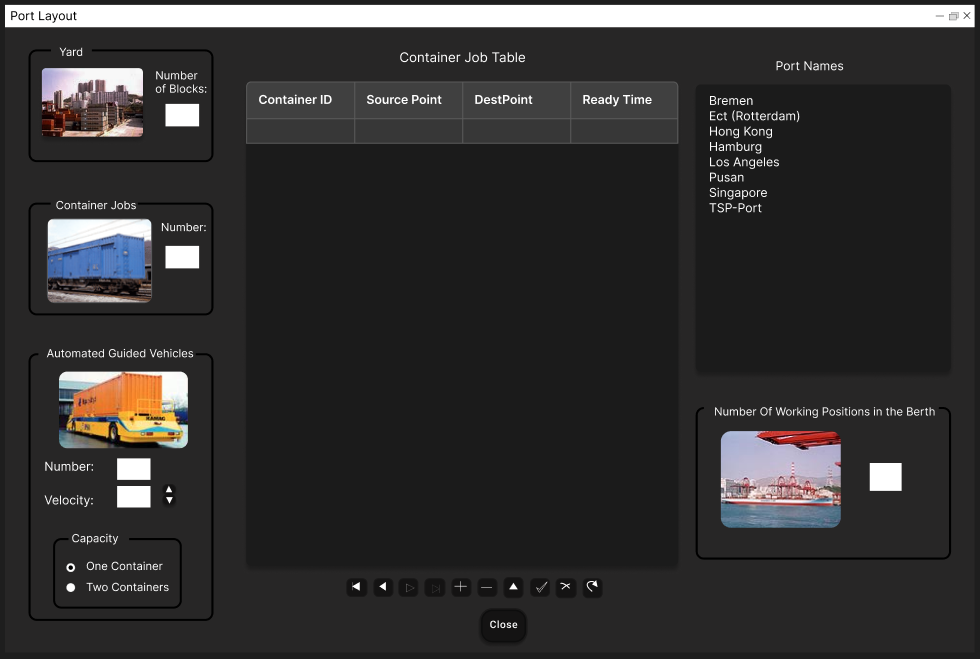 Port Layout
Yard
Number
of Blocks:
Container Jobs
Number:
Automated Guided Vehicles
Number:
Velocity:
Capacity
One Container
Two Containers
Container Job Table
Container ID
Source Point
DestPoint
Ready Time
Close
Port Names
Bremen
Ect (Rotterdam)
Hong Kong
Hamburg
Los Angeles
Pusan
Singapore
TSP-Port
Number Of Working Positions in the Berth